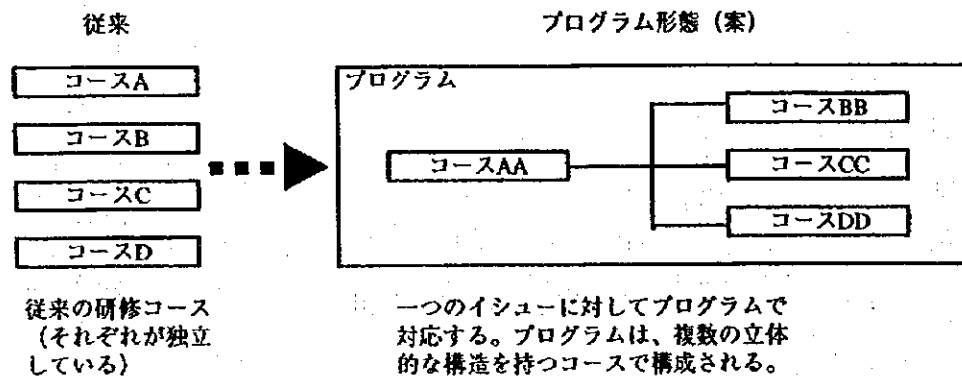 従来
プログラム形態（案）
コースA
コースB
コースC
コースD
プログラム
コースAA
コースBB
コースCC
コースDD
従来の研修コース
（それぞれが独立
している）
一つのイシューに対してプログラムで
対応する。プログラムは、複数の立体
的な構造を持つコースで構成される。